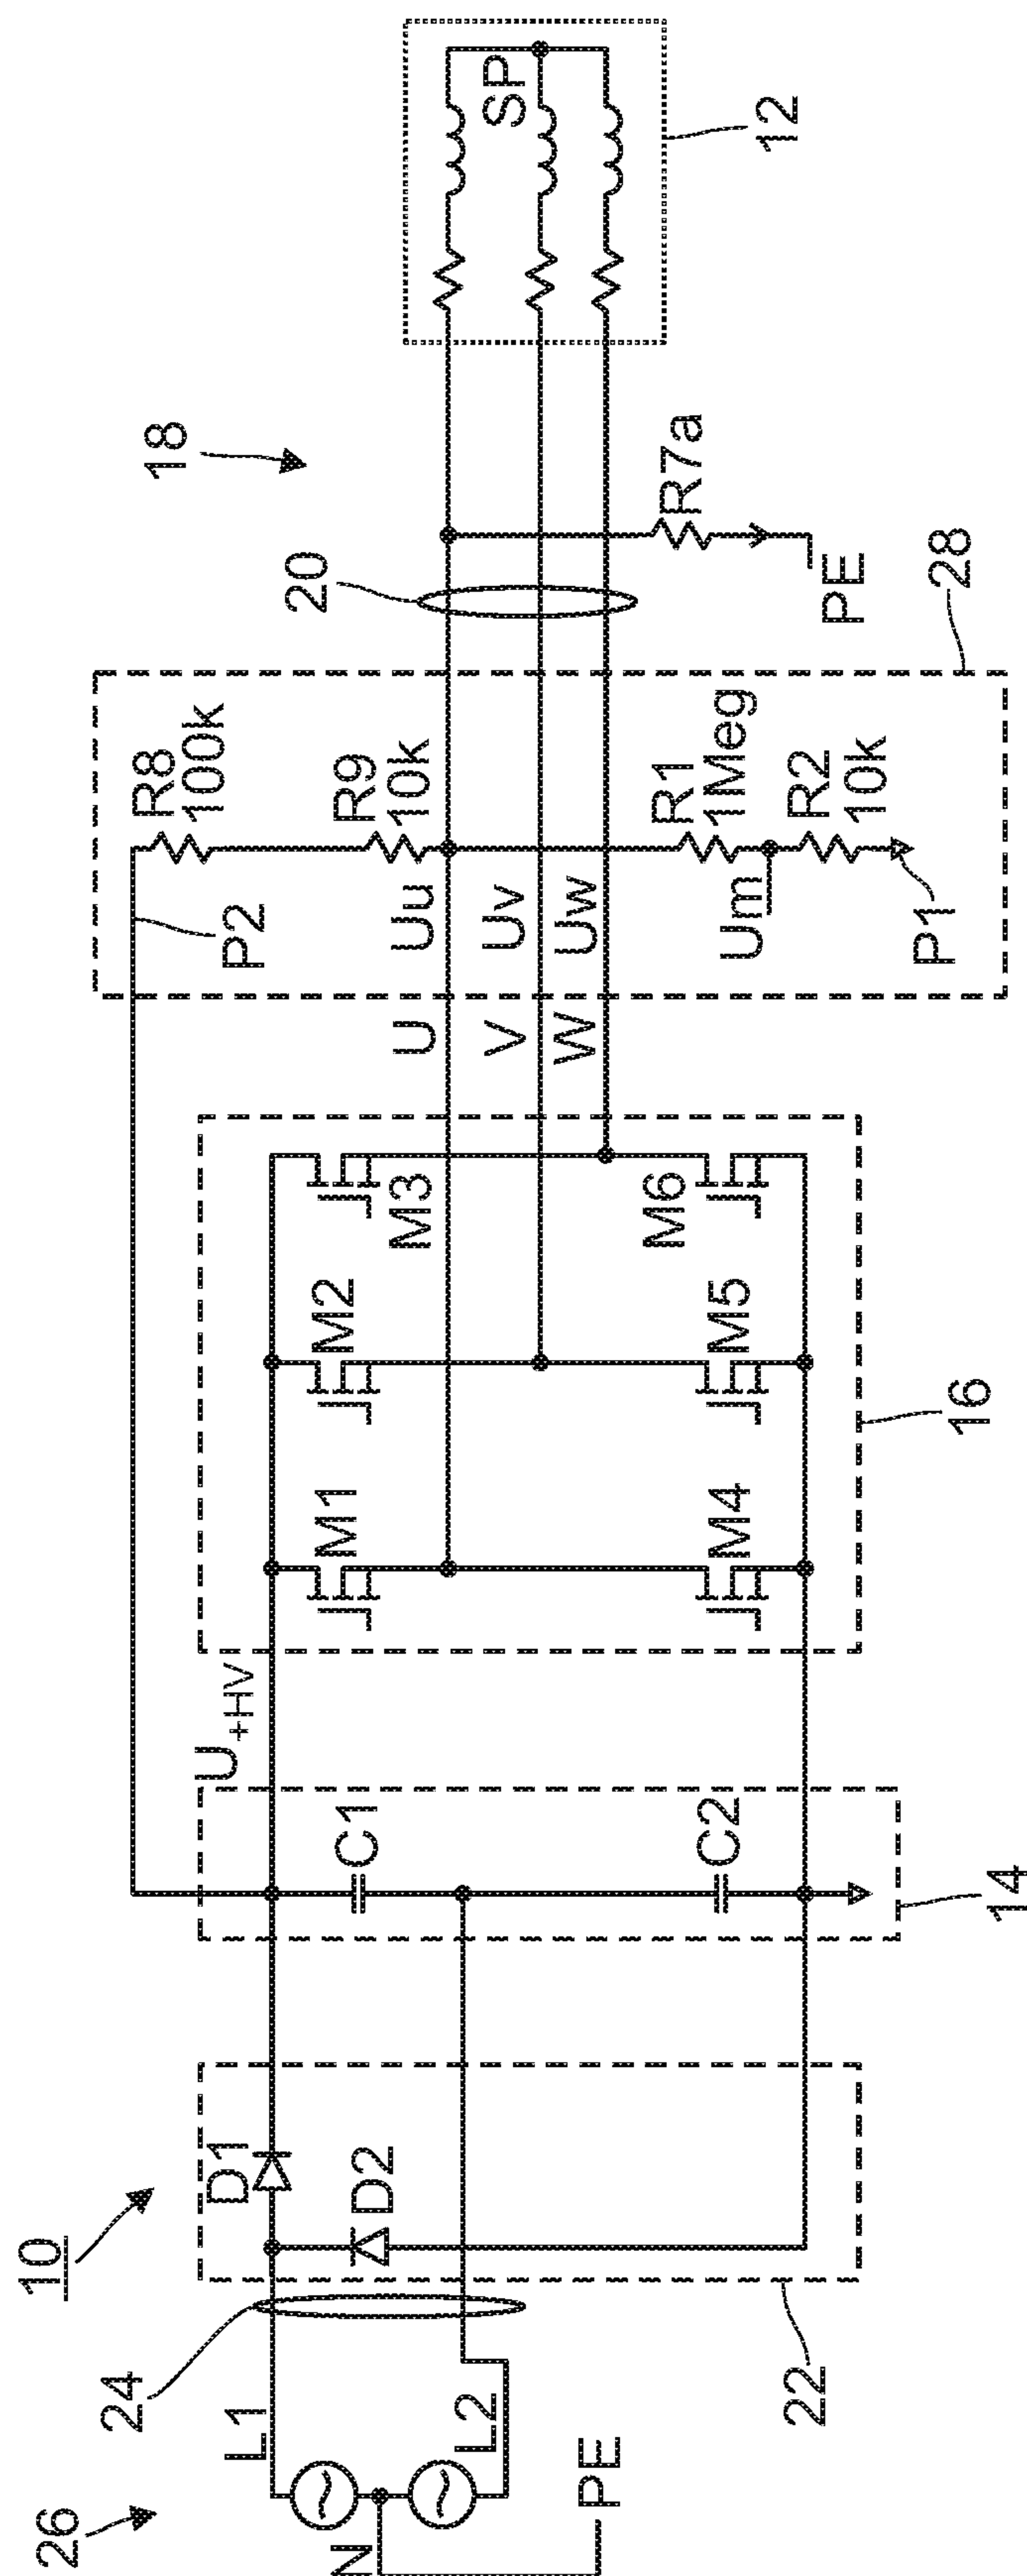 10
26
24
L1
N
L2
PE
22
D1
D2
14
C1
C2
U+HV
16
M1
M2
M3
M4
M5
M6
U
V
W
Uu
Uv
Uw
P2
R8
100k
R9
10k
R1
1Meg
R2
10k
Um
P1
28
20
18
R7a
PE
SP
12